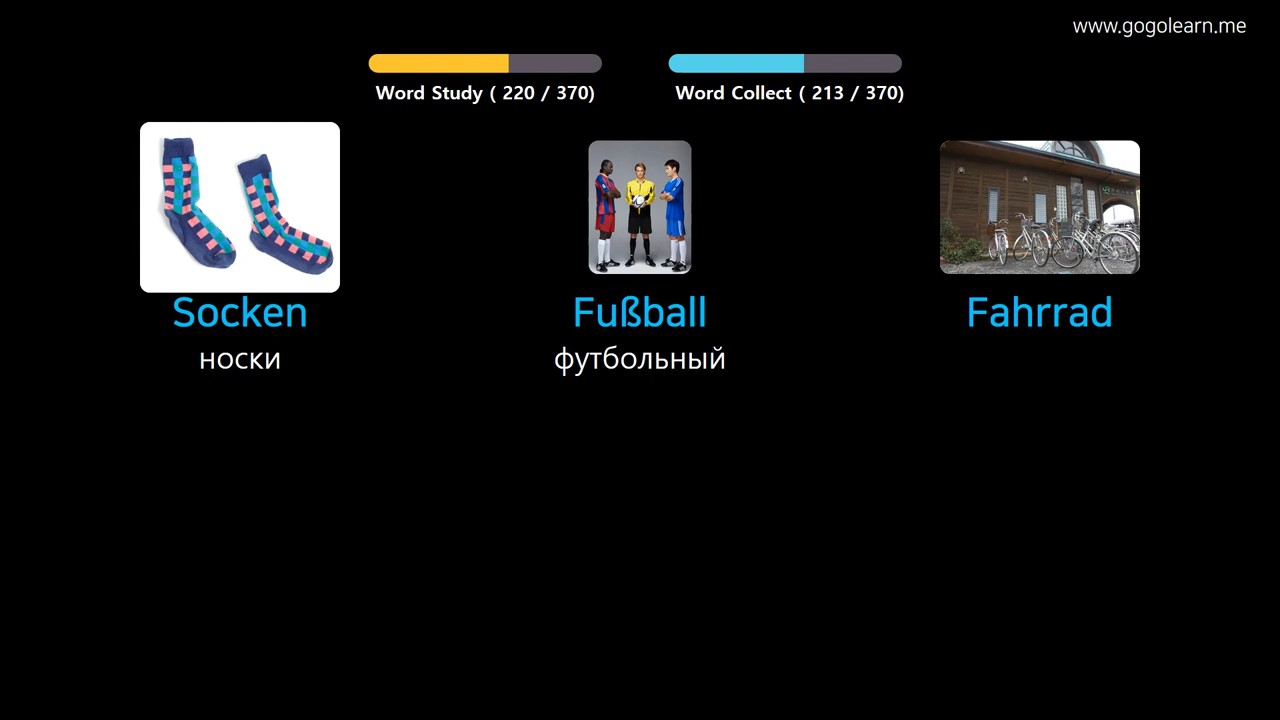 www.gogolearn.me
Word Study ( 220 / 370)
Word Collect ( 213 / 370)
Socken
Fußball
Fahrrad
носки
футбольный